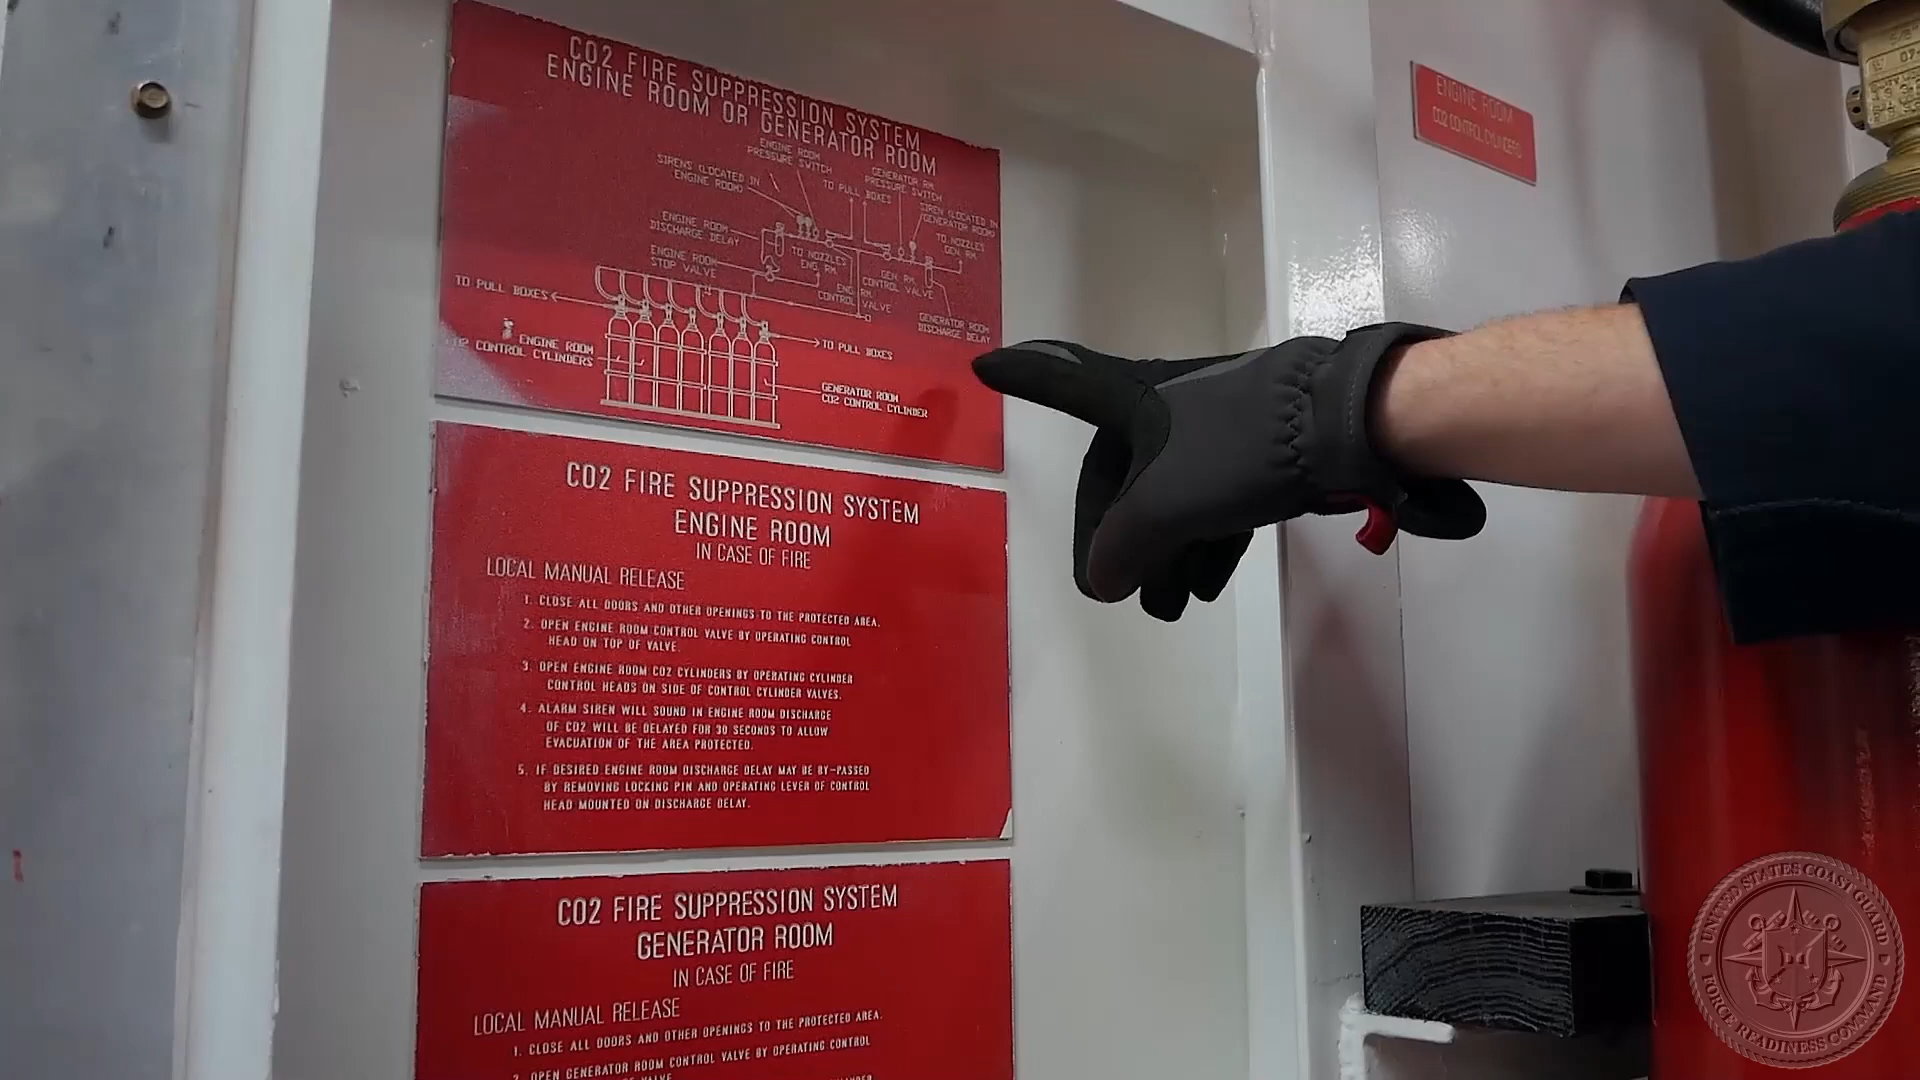 CO2 FIRE SUPPRESSION SYSTEM
ENGINE ROOM OR GENERATOR ROOM
ENGINE ROOM
PRESSURE SWITCH
SIRENS (LOCATED IN
ENGINE ROOM)
GENERATOR RM.
PRESSURE SWITCH
TO PULL BOXES
SIREN (LOCATED IN
GENERATOR ROOM)
ENGINE ROOM
DISCHARGE DELAY
TO NOZZLES
ENG. RM.
TO NOZZLES
GEN. RM.
ENGINE ROOM
STOP VALVE
GEN. RM.
CONTROL VALVE
ENG. RM.
CONTROL VALVE
TO PULL BOXES
GENERATOR ROOM
DISCHARGE DELAY
ENGINE ROOM
CONTROL CYLINDERS
TO PULL BOXES
GENERATOR ROOM
CO2 CONTROL CYLINDER
CO2 FIRE SUPPRESSION SYSTEM
ENGINE ROOM
IN CASE OF FIRE
LOCAL MANUAL RELEASE
1. CLOSE ALL DOORS AND OTHER OPENINGS TO THE PROTECTED AREA.
2. OPEN ENGINE ROOM CONTROL VALVE BY OPERATING CONTROL
HEAD ON TOP OF VALVE.
3. OPEN ENGINE ROOM CO2 CYLINDERS BY OPERATING CYLINDER
CONTROL HEADS ON SIDE OF CONTROL CYLINDER VALVES.
4. ALARM SIREN WILL SOUND IN ENGINE ROOM DISCHARGE
OF CO2 WILL BE DELAYED FOR 30 SECONDS TO ALLOW
EVACUATION OF THE AREA PROTECTED.
5. IF DESIRED ENGINE ROOM DISCHARGE DELAY MAY BE BY-PASSED
BY REMOVING LOCKING PIN AND OPERATING LEVER OF CONTROL
HEAD MOUNTED ON DISCHARGE DELAY.
CO2 FIRE SUPPRESSION SYSTEM
GENERATOR ROOM
IN CASE OF FIRE
LOCAL MANUAL RELEASE
1. CLOSE ALL DOORS AND OTHER OPENINGS TO THE PROTECTED AREA.
2. OPEN GENERATOR ROOM CONTROL VALVE BY OPERATING CONTROL
ENGINE ROOM
CO2 CONTROL CYLINDERS
UNITED STATES COAST GUARD
FORCE READINESS COMMAND